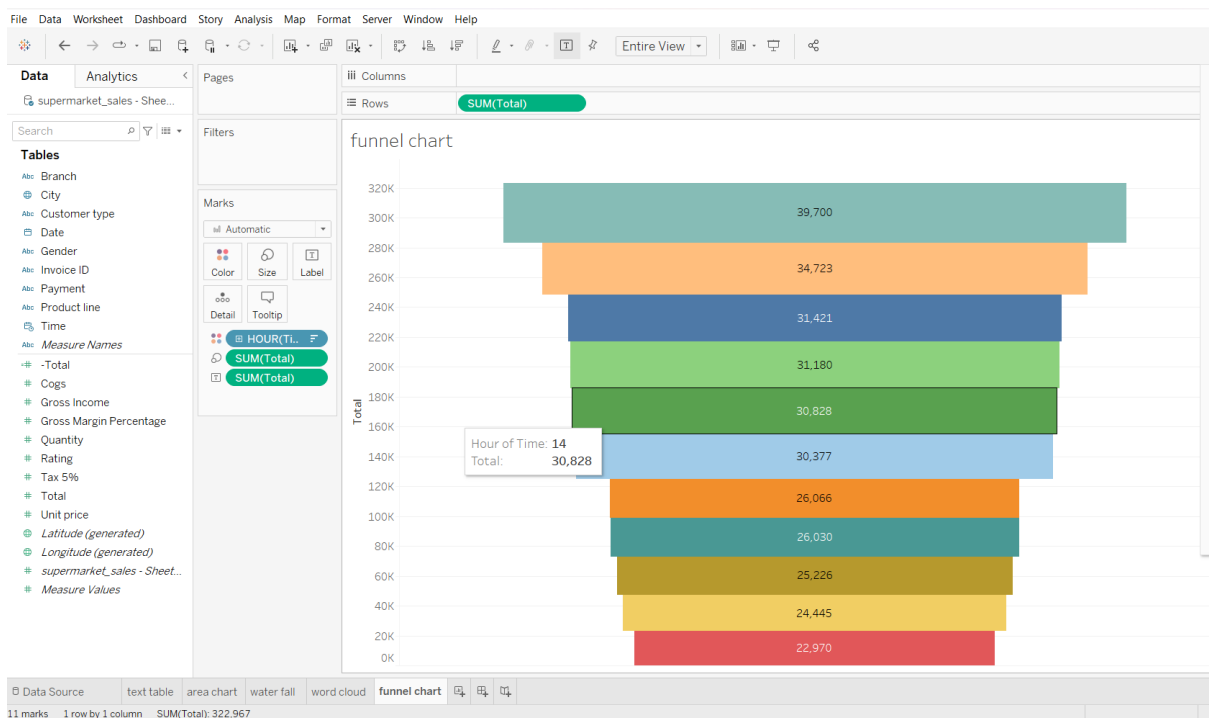 File Data Worksheet Dashboard Story Analysis Map Format Server Window Help
Entire View
Data Analytics
supermarket_sales - Shee...
Search
Tables
Abc Branch
City
Abc Customer type
Date
Abc Gender
Abc Invoice ID
Abc Payment
Abc Product line
Time
Abc Measure Names
-Total
Cogs
Gross Income
Gross Margin Percentage
Quantity
Rating
Tax 5%
Total
Unit price
Latitude (generated)
Longitude (generated)
supermarket_sales - Sheet...
Measure Values
Pages
Filters
Marks
Automatic
Color Size Label
Detail Tooltip
HOUR(Ti..
SUM(Total)
SUM(Total)
Columns
Rows SUM(Total)
funnel chart
Total
320K
300K
280K
260K
240K
220K
200K
180K
160K
140K
120K
100K
80K
60K
40K
20K
0K
39,700
34,723
31,421
31,180
30,828
30,377
26,066
26,030
25,226
24,445
22,970
Hour of Time: 14
Total: 30,828
Data Source text table area chart water fall word cloud funnel chart
11 marks 1 row by 1 column SUM(Total): 322,967